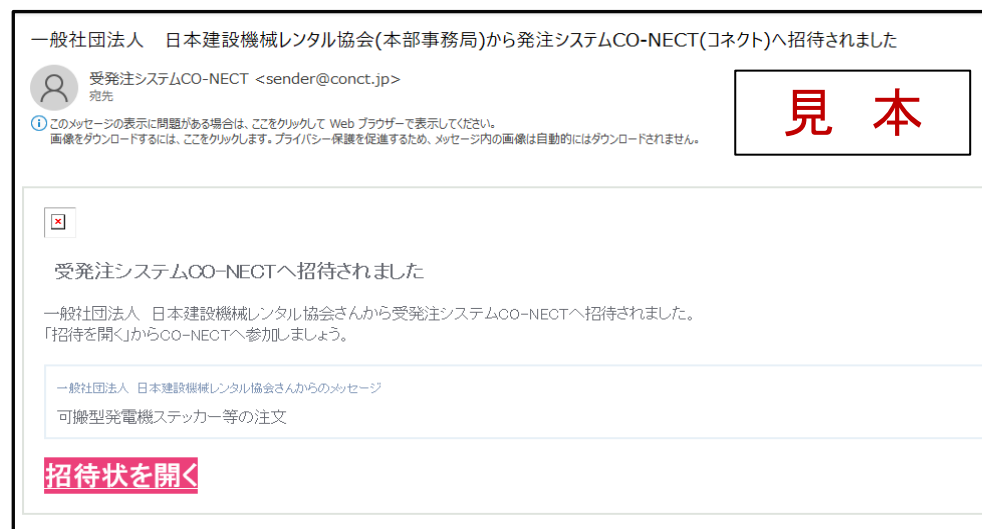 一般社団法人　日本建設機械レンタル協会(本部事務局)から発注システムCO-NECT(コネクト)へ招待されました
受発注システムCO-NECT <sender@conct.jp>
宛先
見 本
このメッセージの表示に問題がある場合は、ここをクリックして Web ブラウザーで表示してください。
画像をダウンロードするには、ここをクリックします。プライバシー保護を促進するため、メッセージ内の画像は自動的にはダウンロードされません。
受発注システムCO-NECTへ招待されました
一般社団法人 日本建設機械レンタル協会さんから受発注システムCO-NECTへ招待されました。
「招待を開く」からCO-NECTへ参加しましょう。
一般社団法人 日本建設機械レンタル協会さんからのメッセージ
可搬型発電機ステッカー等の注文
招待状を開く